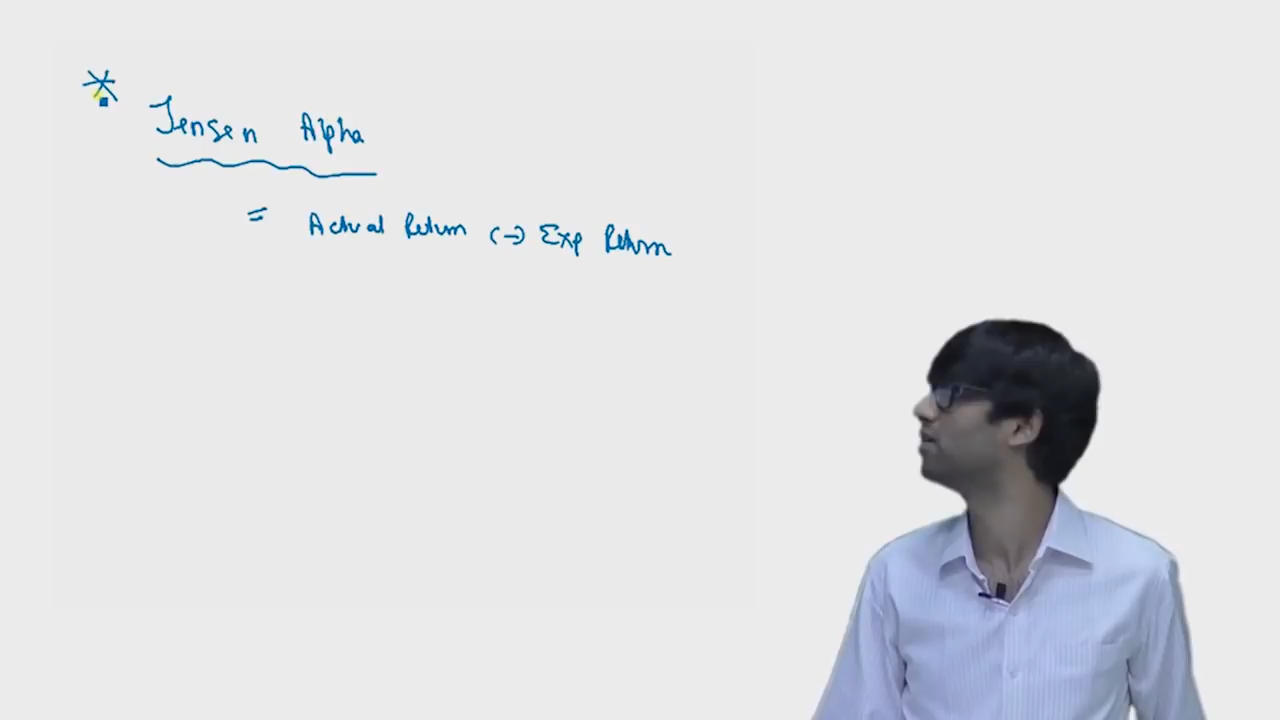 * Jensen Alpha
= Actual Return (-) Exp Return